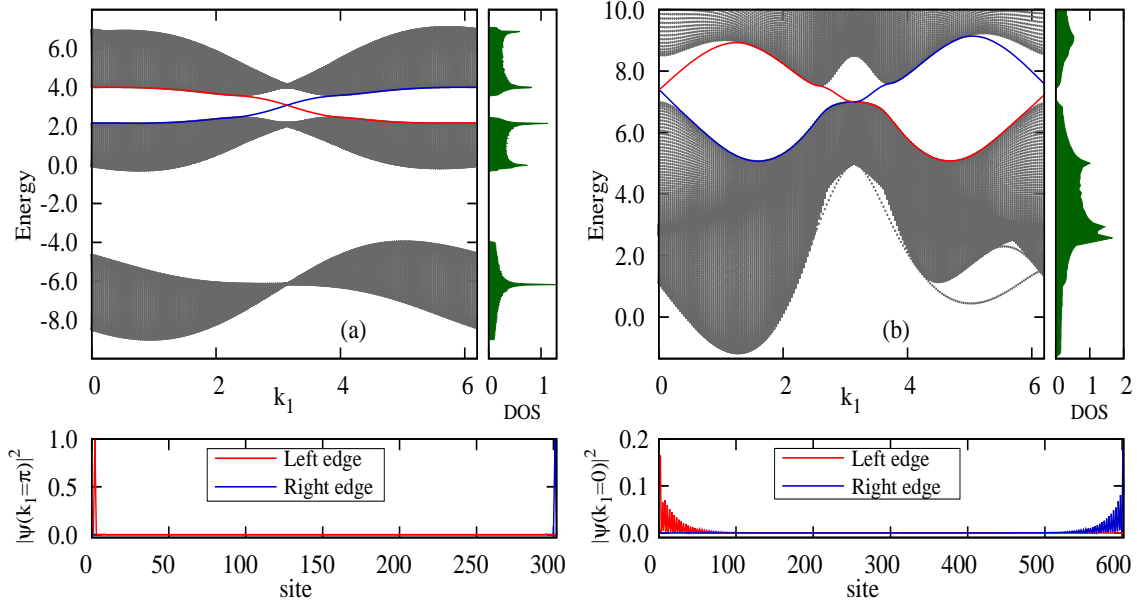 Energy
6.0
4.0
2.0
0.0
-2.0
-4.0
-6.0
-8.0
(a)
0
2
4
6
k1
0
1
DOS
Energy
10.0
8.0
6.0
4.0
2.0
0.0
(b)
0
2
4
6
k1
0
1
2
DOS
|ψ(k1=π)|2
1.0
0.5
0.0
Left edge
Right edge
0
50
100
150
200
250
300
site
|ψ(k1=0)|2
0.2
0.1
0.0
Left edge
Right edge
0
100
200
300
400
500
600
site